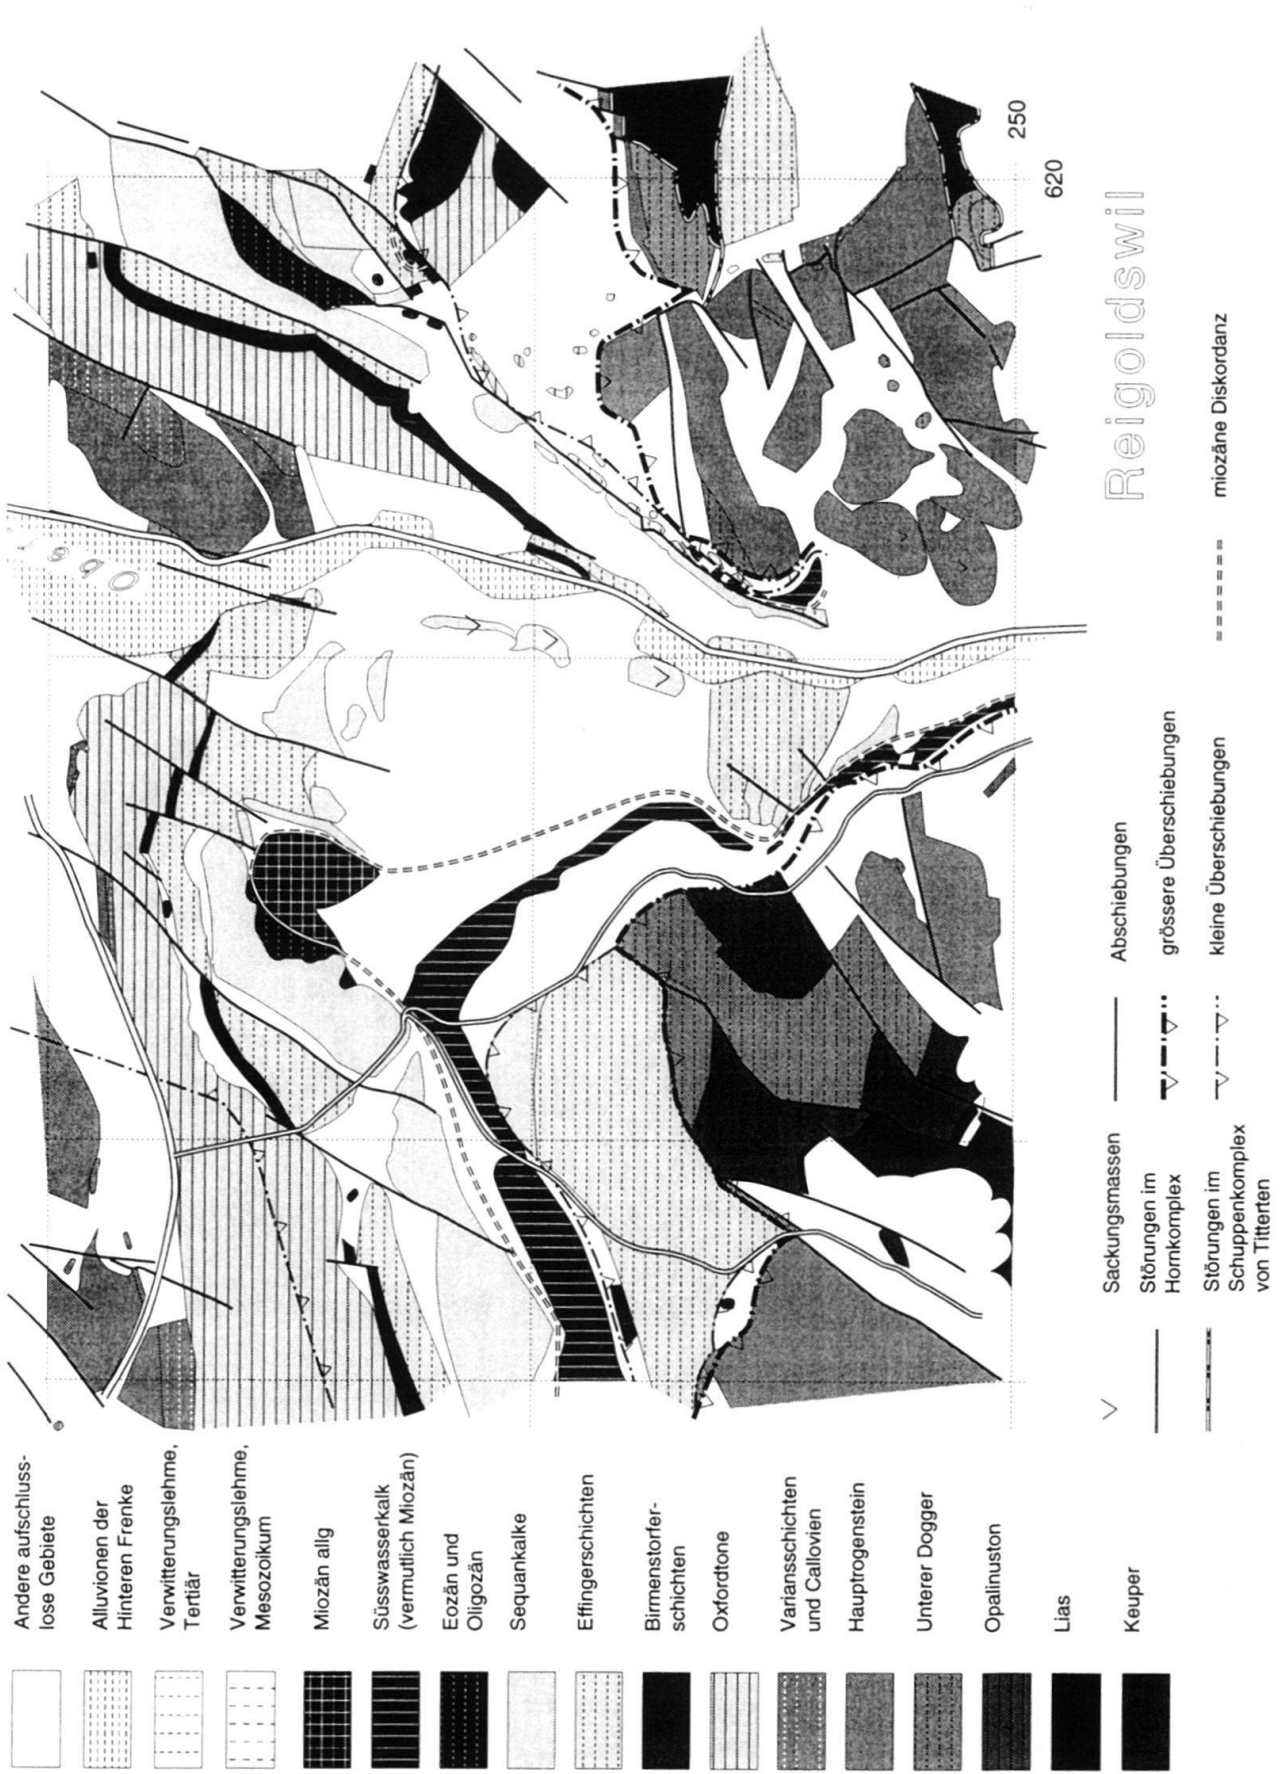 Obs
250
620
Reigoldswil
Andere aufschluss-
lose Gebiete
Alluvionen der
Hinteren Frenke
Verwitterungslehme,
Tertiär
Verwitterungslehme,
Mesozoikum
Miozän allg
Süsswasserkalk
(vermutlich Miozän)
Eozän und
Oligozän
Sequankalke
Effingerschichten
Birmenstorfer-
schichten
Oxfordtone
Variansschichten
und Callovien
Hauptrogenstein
Unterer Dogger
Opalinuston
Lias
Keuper
Sackungsmassen
Störungen im
Hornkomplex
Störungen im
Schuppenkomplex
von Titterten
Abschiebungen
grössere Überschiebungen
kleine Überschiebungen
miozäne Diskordanz